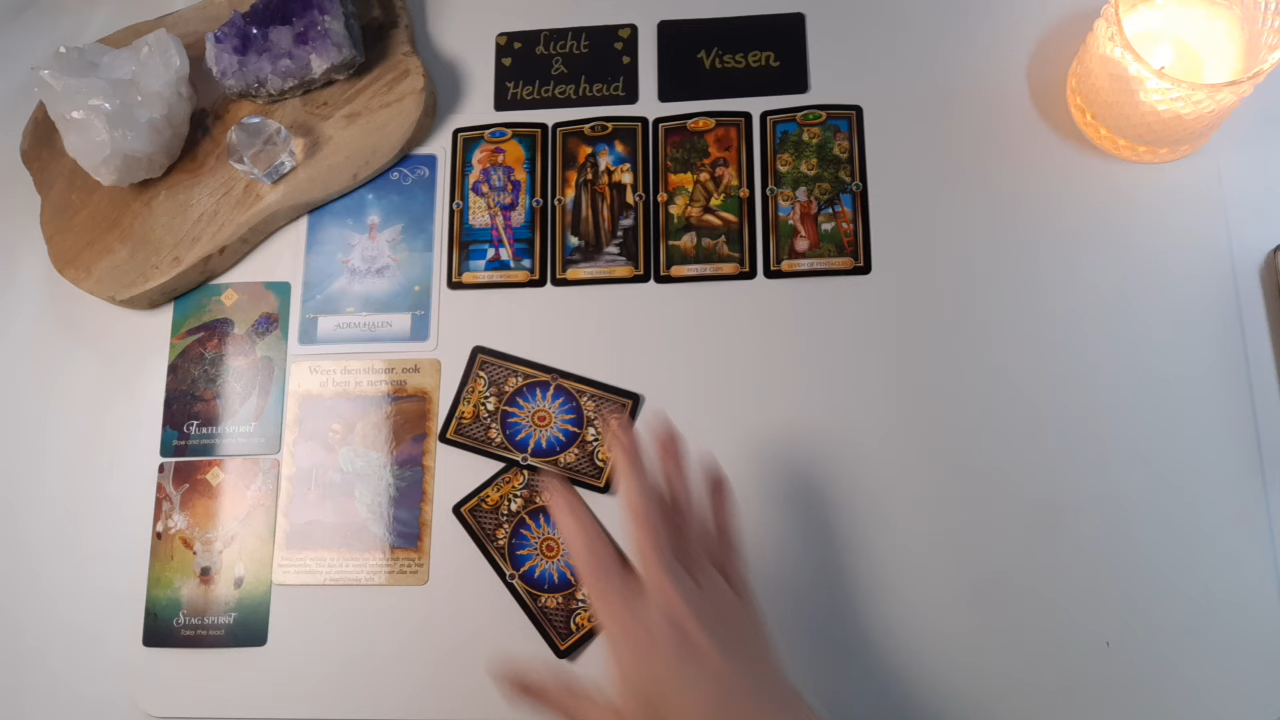 Licht
&
Helderheid
Vissen
29
PAGE OF SWORDS
THE HERMIT
FIVE OF CUPS
SEVEN OF PENTACLES
ADEM HALEN
TURTLE SPIRIT
Slow and steady wins the race
Wees dienstbaar, ook
al ben je nerveus
STAG SPIRIT
Take the lead